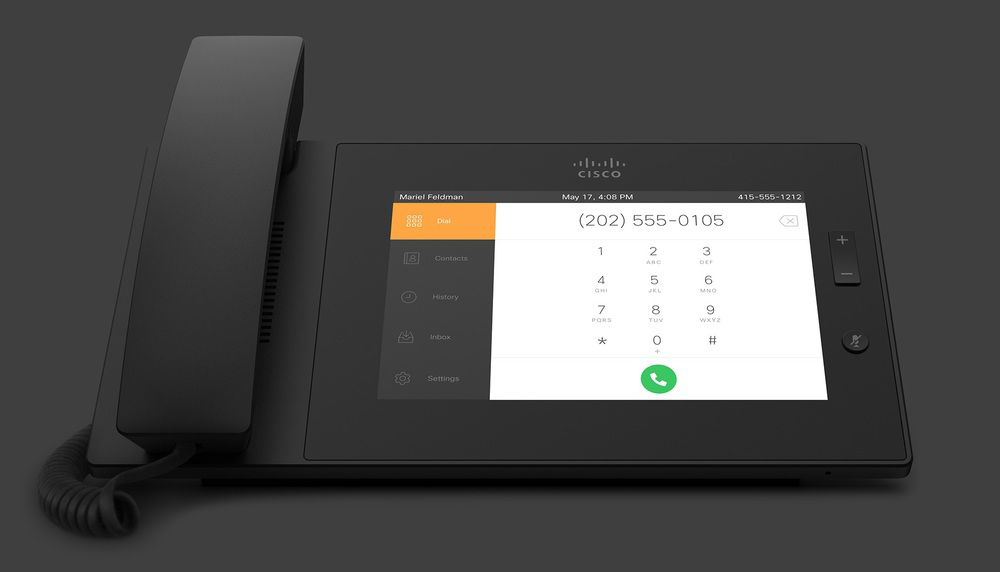 CISCO
Mariel Feldman May 17, 4:08 PM 415-555-1212
Dial
(202) 555-0105
Contacts
History
Inbox
Settings
1 2 3
ABC DEF
4 5 6
GHI JKL MNO
7 8 9
PQRS TUV WXYZ
* 0 #
+
+
−